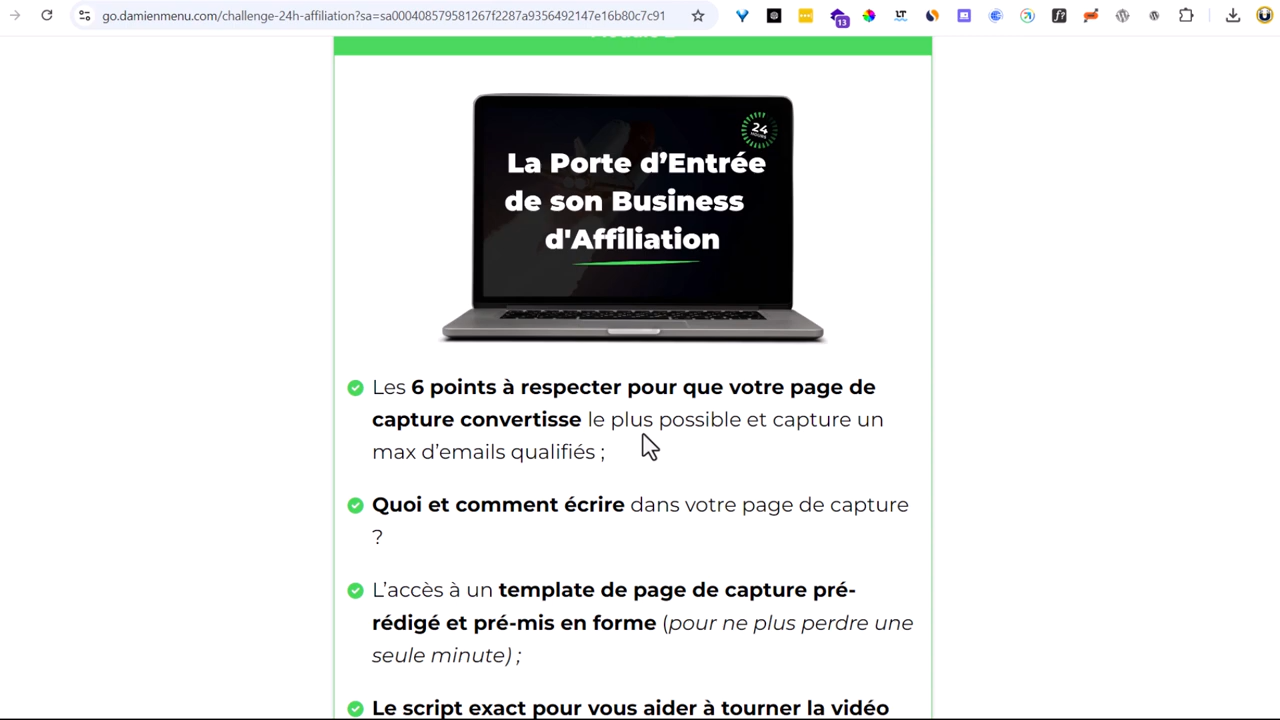 go.damienmenu.com/challenge-24h-affiliation?sa=sa000408579581267f22d7a9356492147e16b80c7c91
13
24
La Porte d'Entrée
de son Business
d'Affiliation
Les 6 points à respecter pour que votre page de
capture convertisse le plus possible et capture un
max d'emails qualifiés ;
Quoi et comment écrire dans votre page de capture
?
L'accès à un template de page de capture pré-
rédigé et pré-mis en forme (pour ne plus perdre une
seule minute) ;
Le script exact pour vous aider à tourner la vidéo